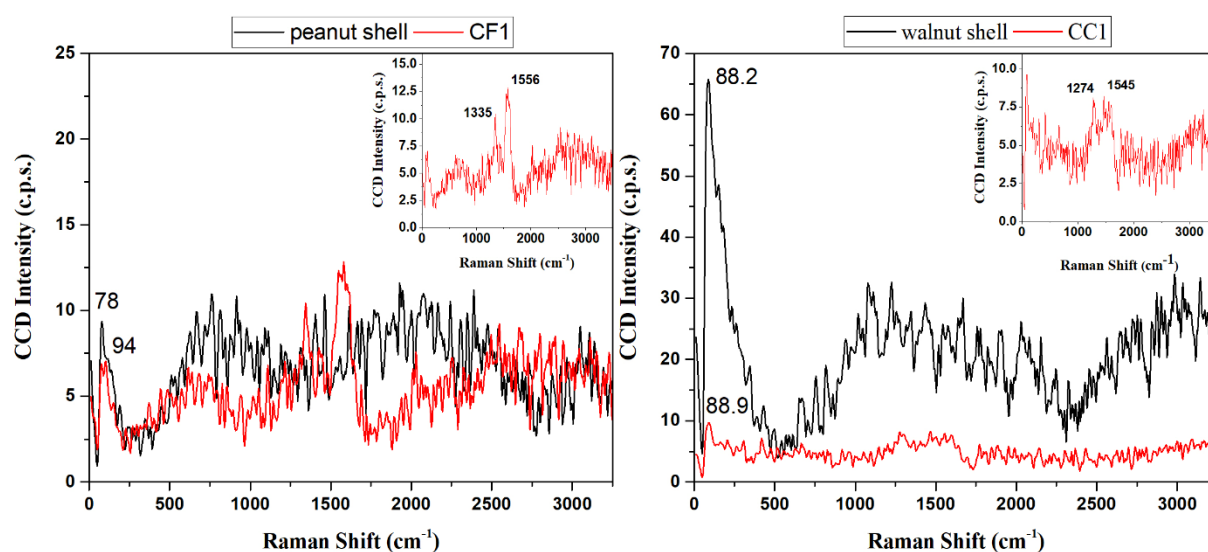 peanut shell CF1
25
20
15
10
5
0
CCD Intensity (c.p.s.)
78
94
0 500 1000 1500 2000 2500 3000
Raman Shift (cm⁻¹)
15.0
12.5
10.0
7.5
5.0
2.5
0.0
CCD Intensity (c.p.s.)
1335
1556
0 1000 2000 3000
Raman Shift (cm⁻¹)
walnut shell CC1
70
60
50
40
30
20
10
0
CCD Intensity (c.p.s.)
88.2
88.9
0 500 1000 1500 2000 2500 3000
Raman Shift (cm⁻¹)
10.0
7.5
5.0
2.5
0.0
CCD Intensity (c.p.s.)
1274 1545
0 1000 2000 3000
Raman Shift (cm⁻¹)